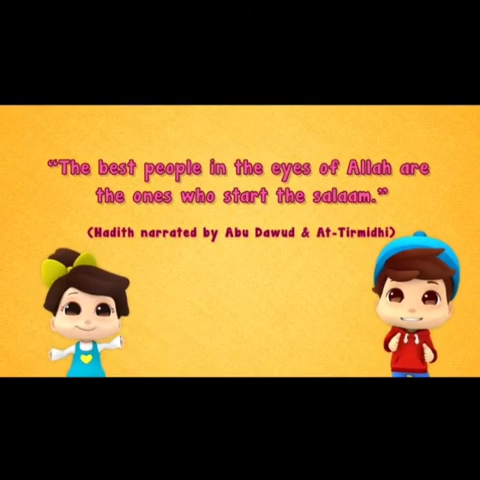 “The best people in the eyes of Allah are
the ones who start the salaam.”
(Hadith narrated by Abu Dawud & At-Tirmidhi)